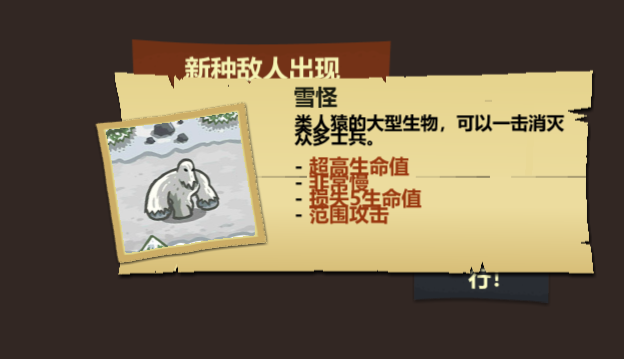 新种敌人出现
雪怪
类人猿的大型生物，可以一击消灭
众多士兵。
- 超高生命值
- 非常慢
- 损失5生命值
- 范围攻击
行！